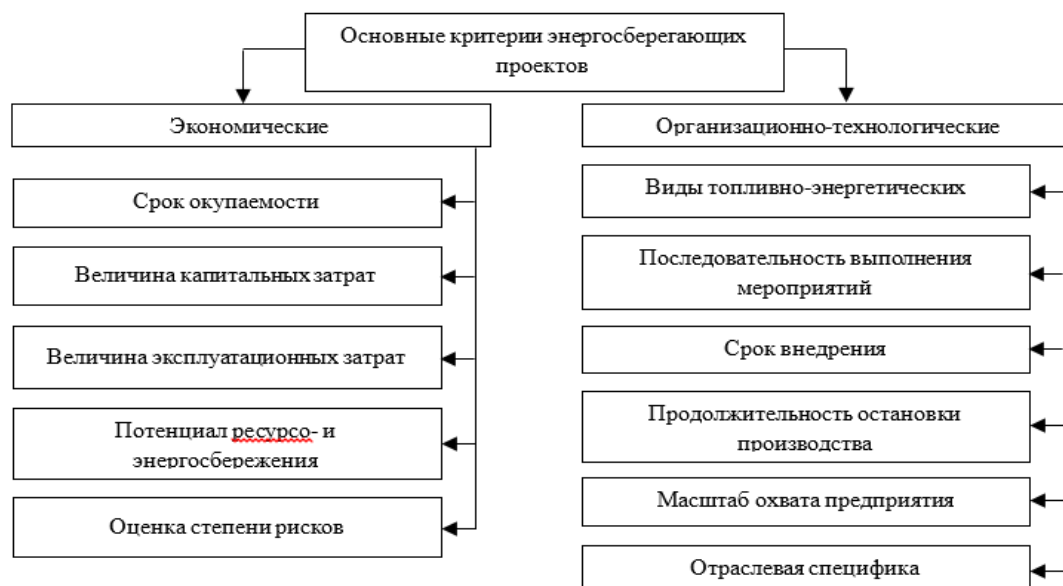 Основные критерии энергосберегающих
проектов
Экономические
Срок окупаемости
Величина капитальных затрат
Величина эксплуатационных затрат
Потенциал ресурсо- и
энергосбережения
Оценка степени рисков
Организационно-технологические
Виды топливно-энергетических
Последовательность выполнения
мероприятий
Срок внедрения
Продолжительность остановки
производства
Масштаб охвата предприятия
Отраслевая специфика